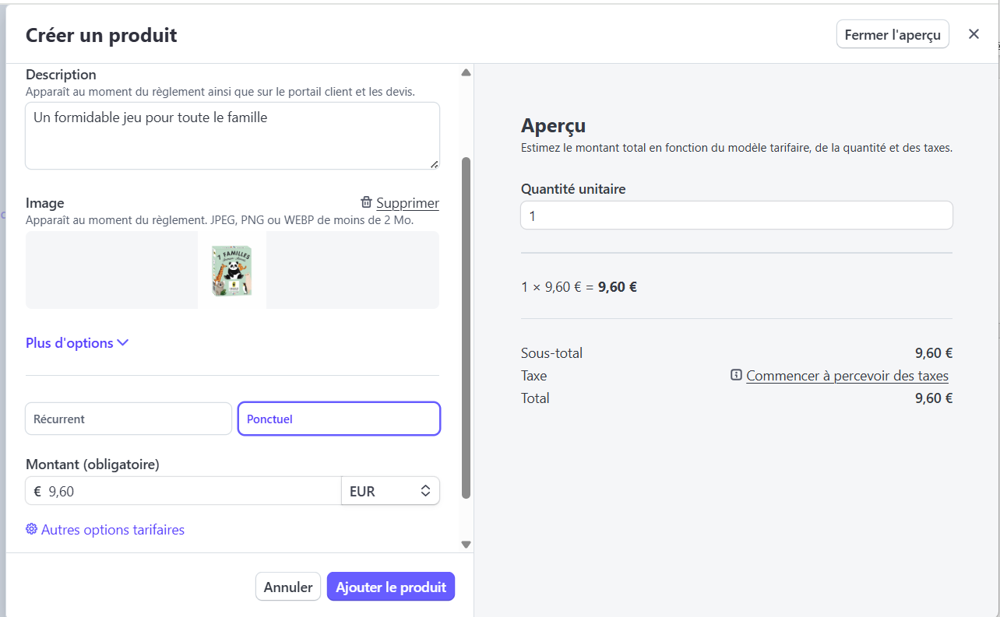 Créer un produit
Fermer l'aperçu
Description
Apparaît au moment du règlement ainsi que sur le portail client et les devis.
Un formidable jeu pour toute le famille
Image
Supprimer
Apparaît au moment du règlement. JPEG, PNG ou WEBP de moins de 2 Mo.
7 FAMILLES
Plus d'options
Récurrent
Ponctuel
Montant (obligatoire)
€ 9,60
EUR
Autres options tarifaires
Annuler
Ajouter le produit
Aperçu
Estimez le montant total en fonction du modèle tarifaire, de la quantité et des taxes.
Quantité unitaire
1
1 × 9,60 € = 9,60 €
Sous-total 9,60 €
Taxe Commencer à percevoir des taxes
Total 9,60 €